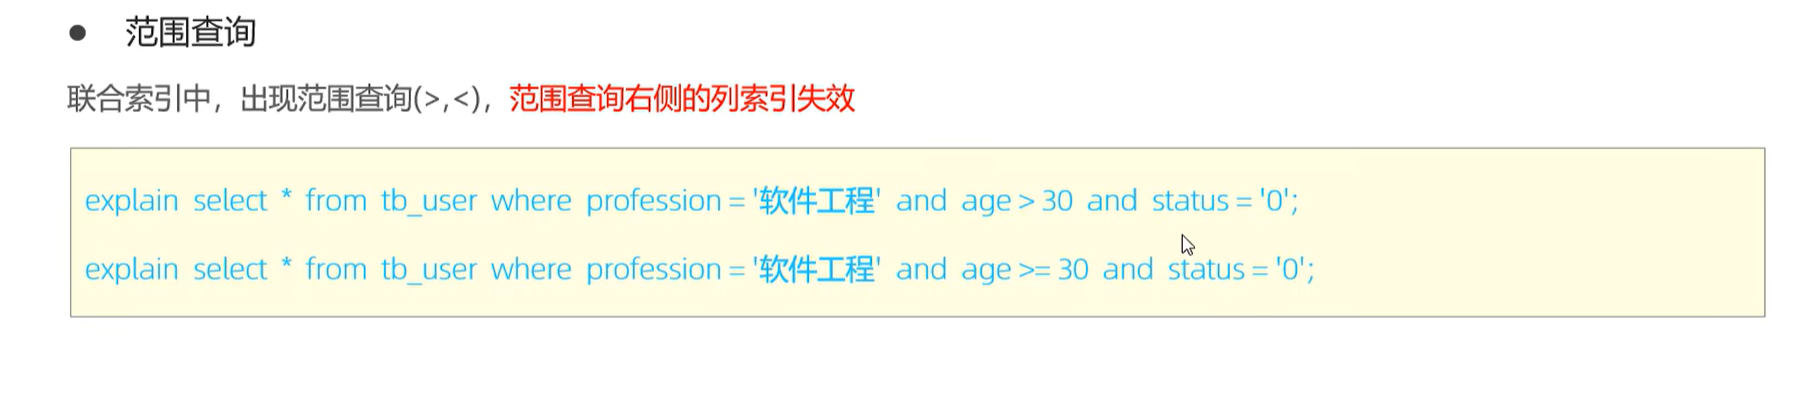 ● 范围查询
联合索引中，出现范围查询(>,<)，范围查询右侧的列索引失效
explain select * from tb_user where profession = '软件工程' and age > 30 and status = '0';
explain select * from tb_user where profession = '软件工程' and age >= 30 and status = '0';